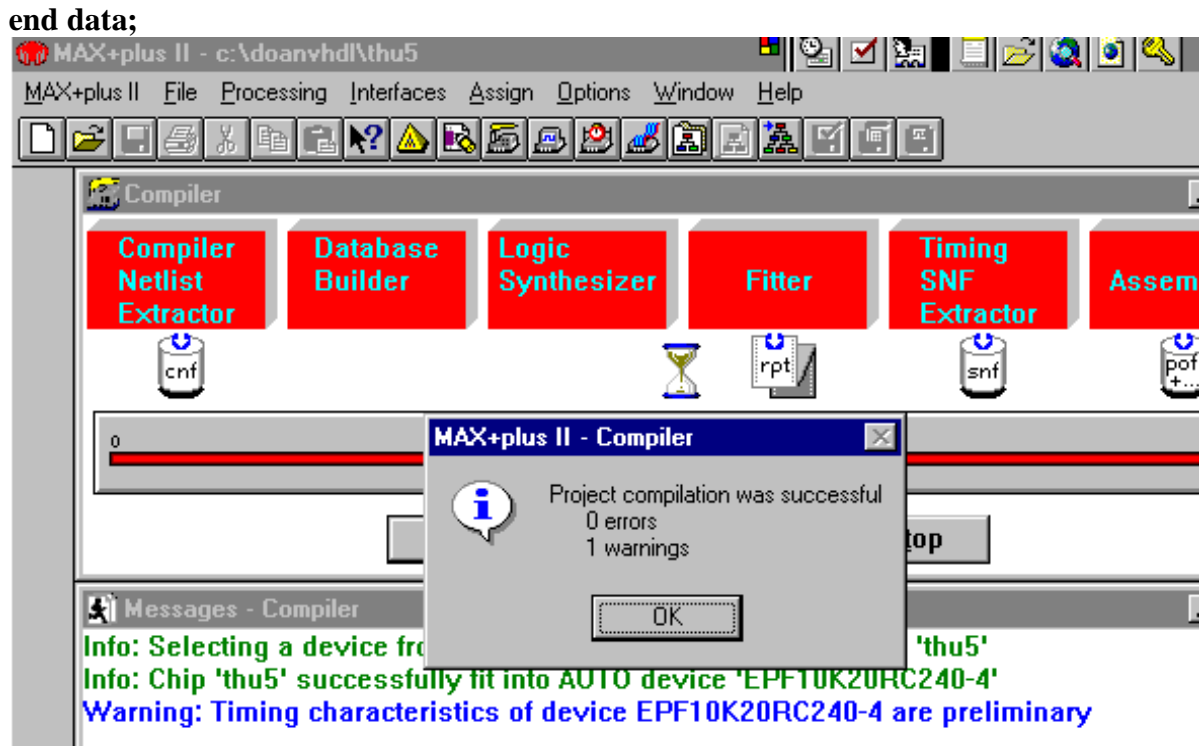 end data;
MAX+plus II - c:\doanvhdl\thu5
MAX+plus II File Processing Interfaces Assign Options Window Help
Compiler
Compiler Netlist Extractor
Database Builder
Logic Synthesizer
Fitter
Timing SNF Extractor
Assem
cnf
rpt
snf
pof
+...
0
MAX+plus II - Compiler
Project compilation was successful
0 errors
1 warnings
OK
top
Messages - Compiler
Info: Selecting a device 'thu5'
Info: Chip 'thu5' successfully fit into AUTO device 'EPF10K20RC240-4'
Warning: Timing characteristics of device EPF10K20RC240-4 are preliminary